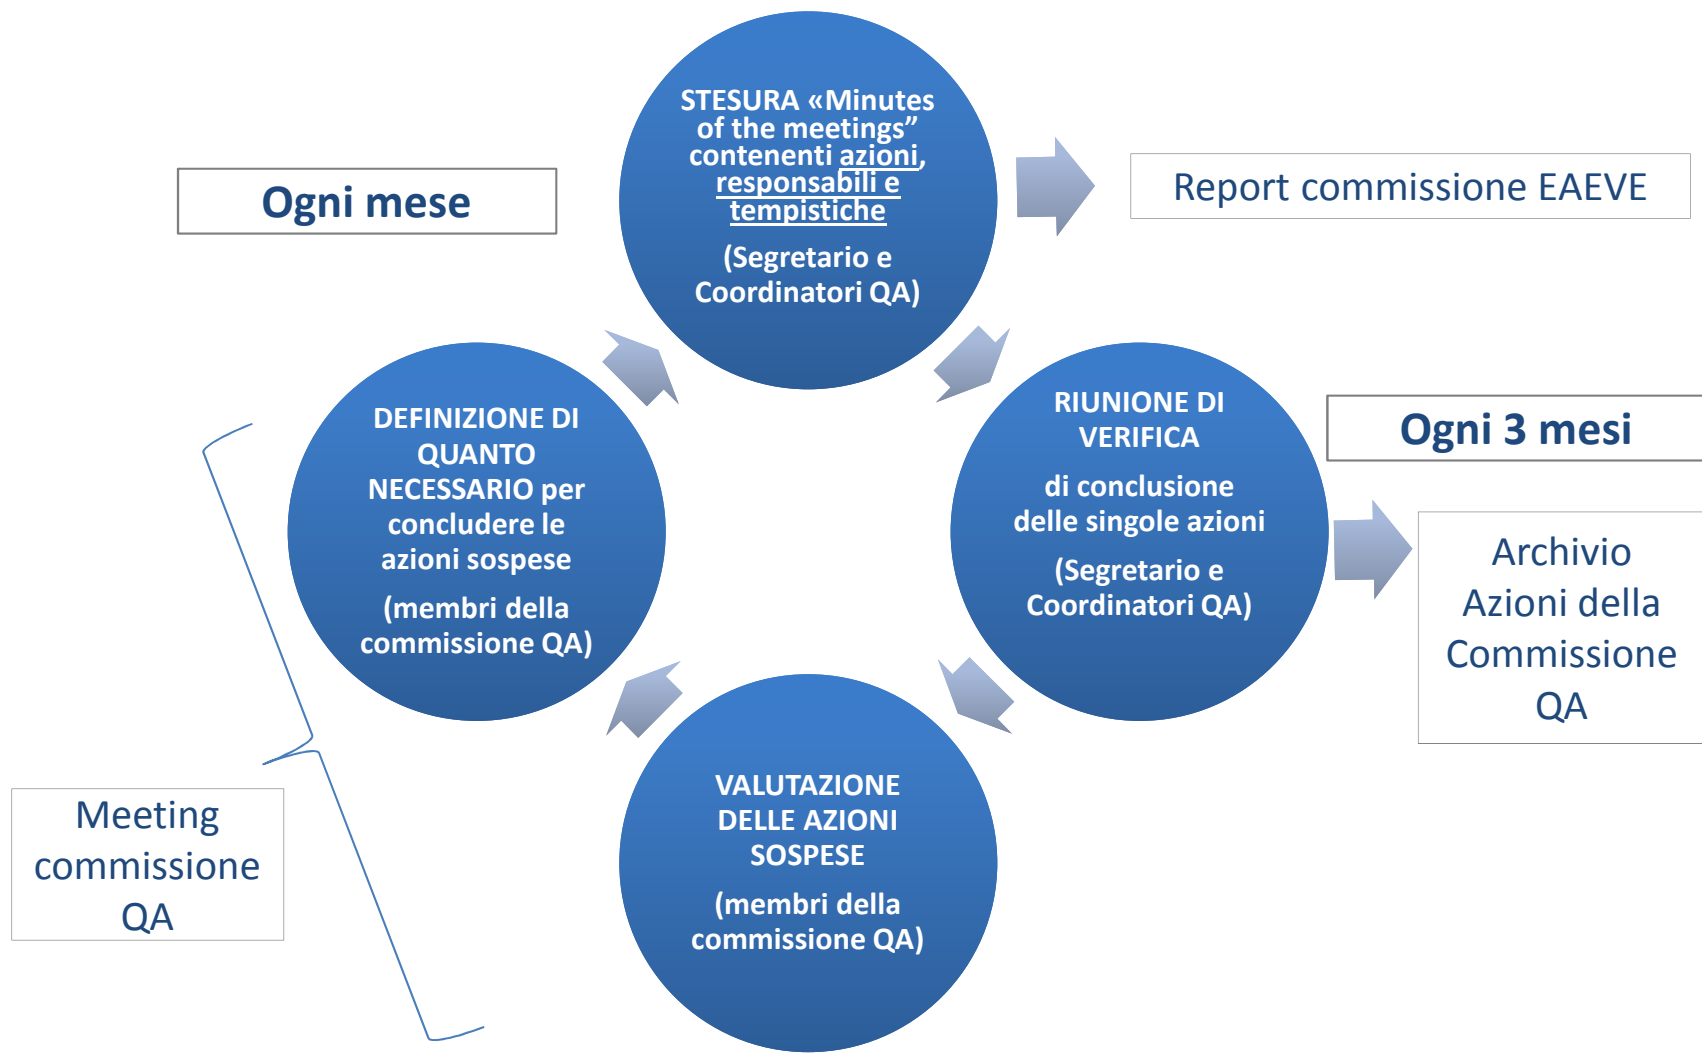 STESURA «Minutes
of the meetings”
contenenti azioni,
responsabili e
tempistiche
(Segretario e
Coordinatori QA)
Ogni mese
Report commissione EAEVE
DEFINIZIONE DI
QUANTO
NECESSARIO per
concludere le
azioni sospese
(membri della
commissione QA)
RIUNIONE DI
VERIFICA
di conclusione
delle singole azioni
(Segretario e
Coordinatori QA)
Ogni 3 mesi
Archivio
Azioni della
Commissione
QA
Meeting
commissione
QA
VALUTAZIONE
DELLE AZIONI
SOSPESE
(membri della
commissione QA)